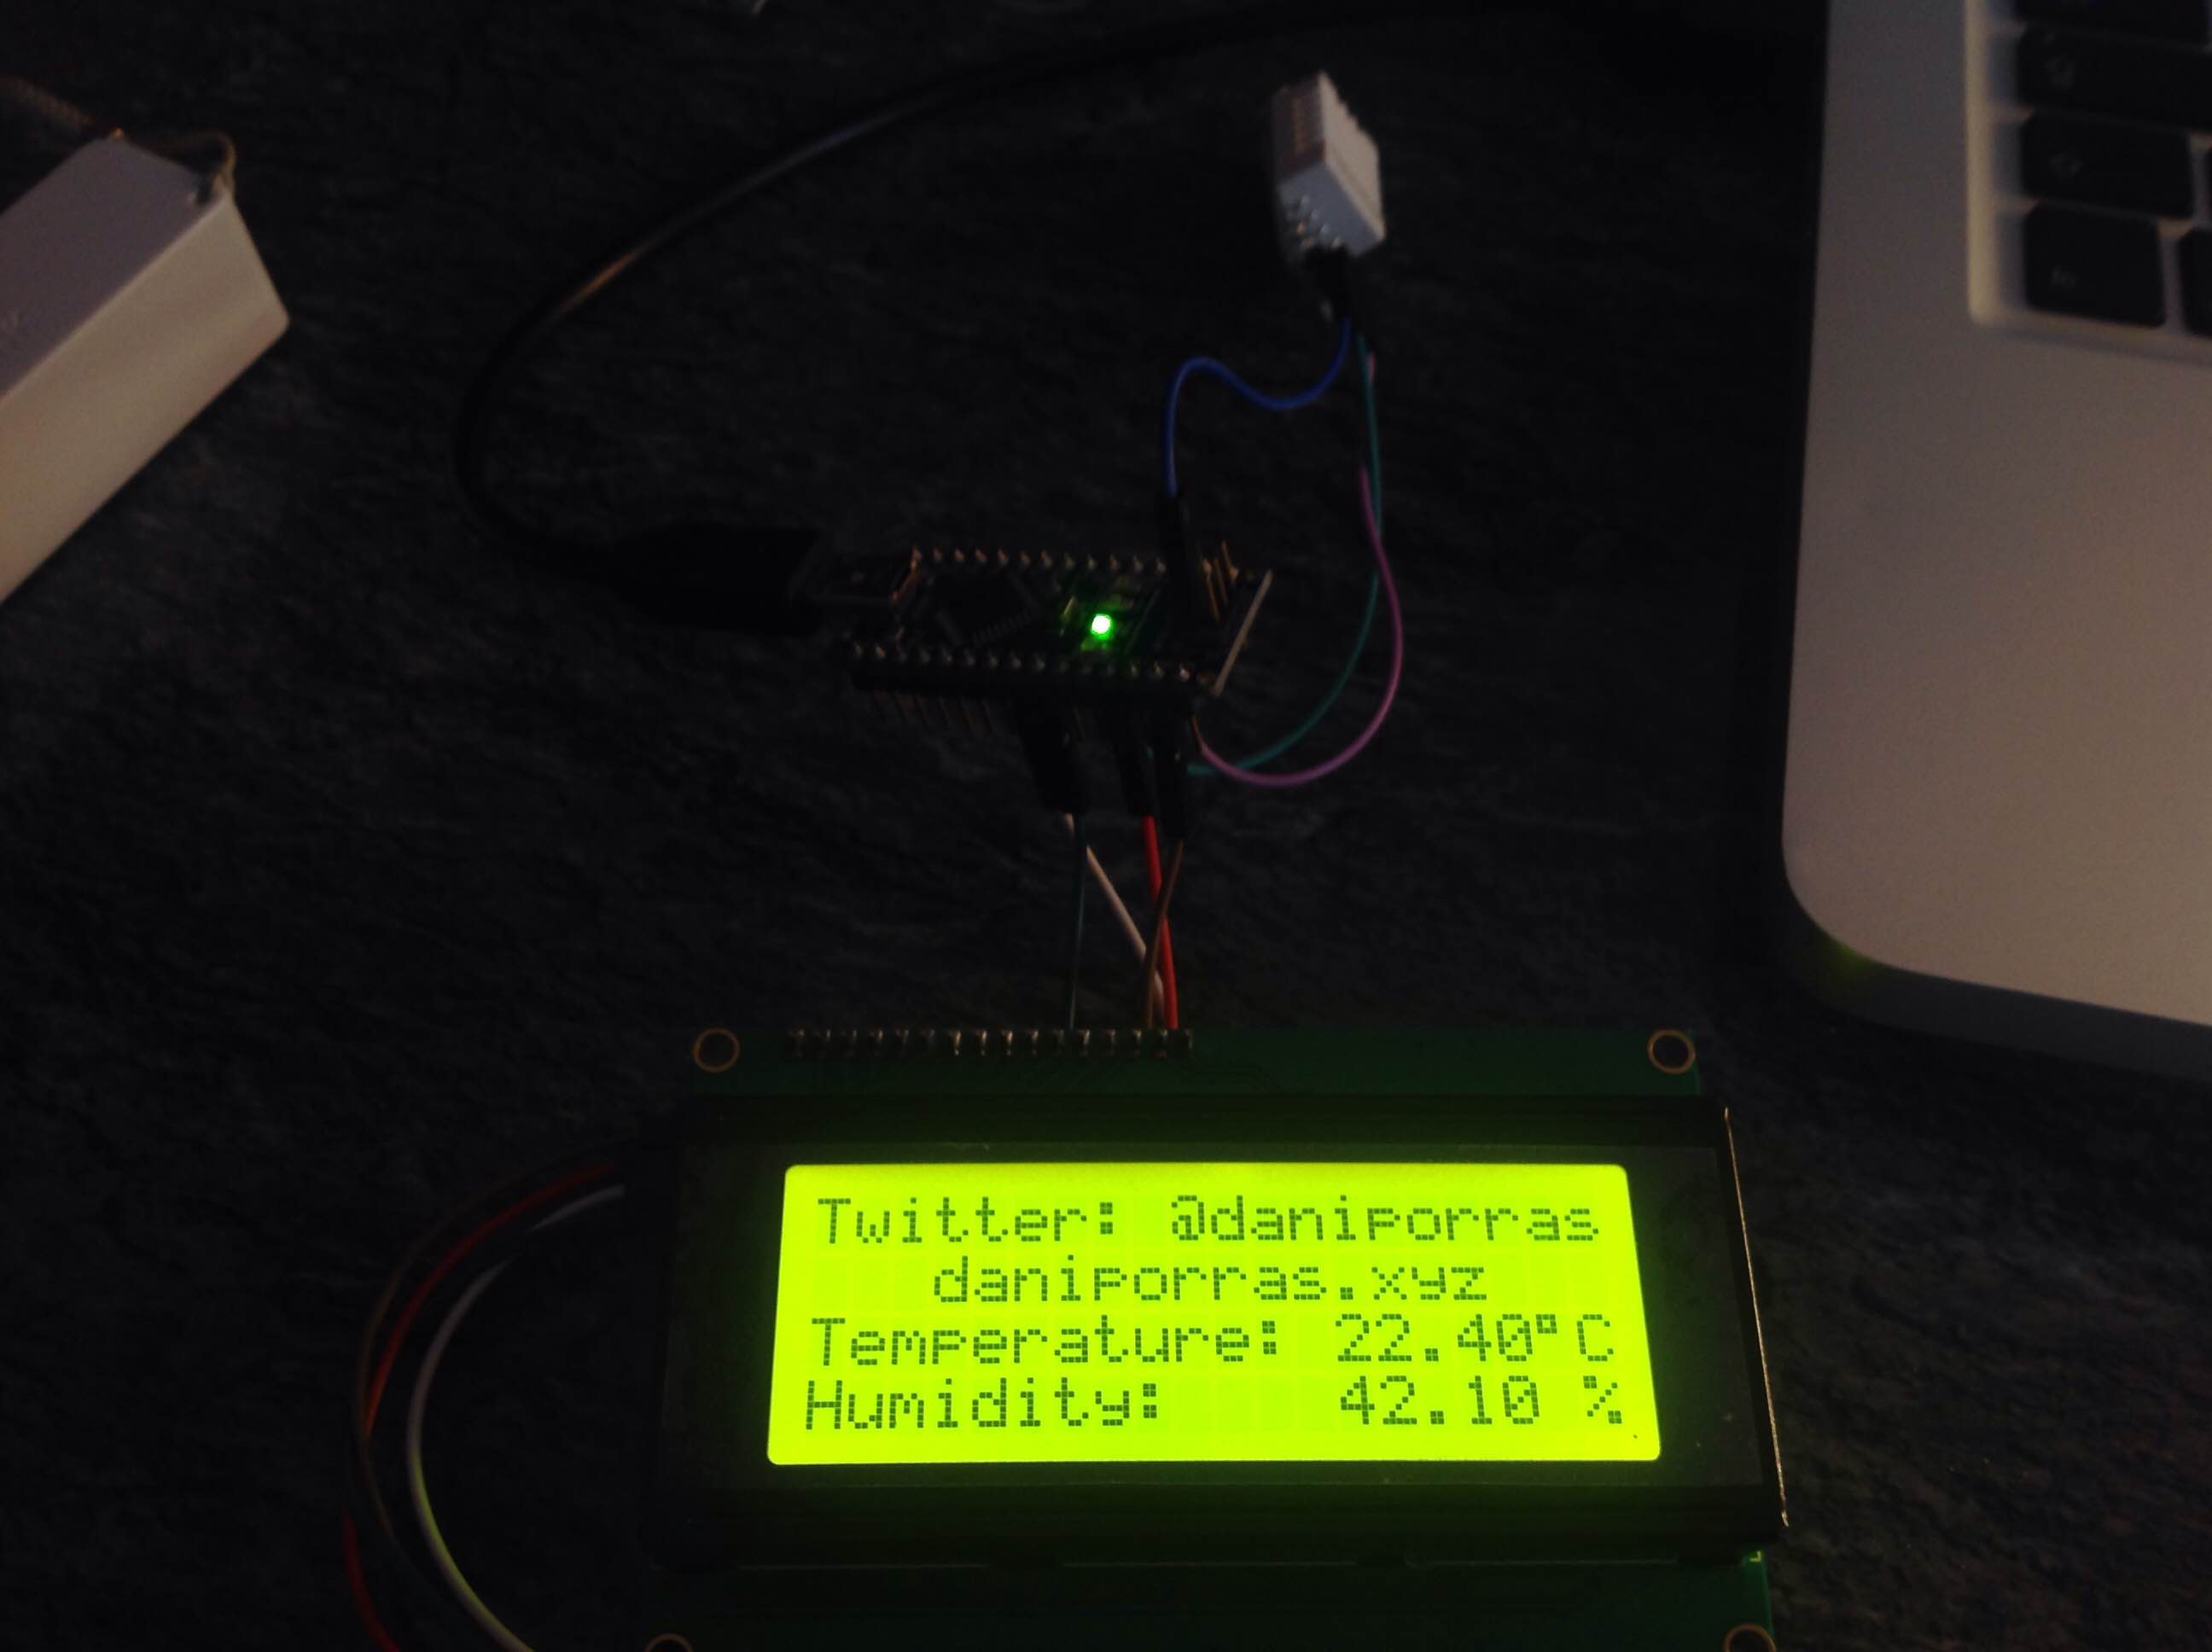 Twitter: @daniporras
daniporras.xyz
Temperature: 22.40°C
Humidity: 42.10 %